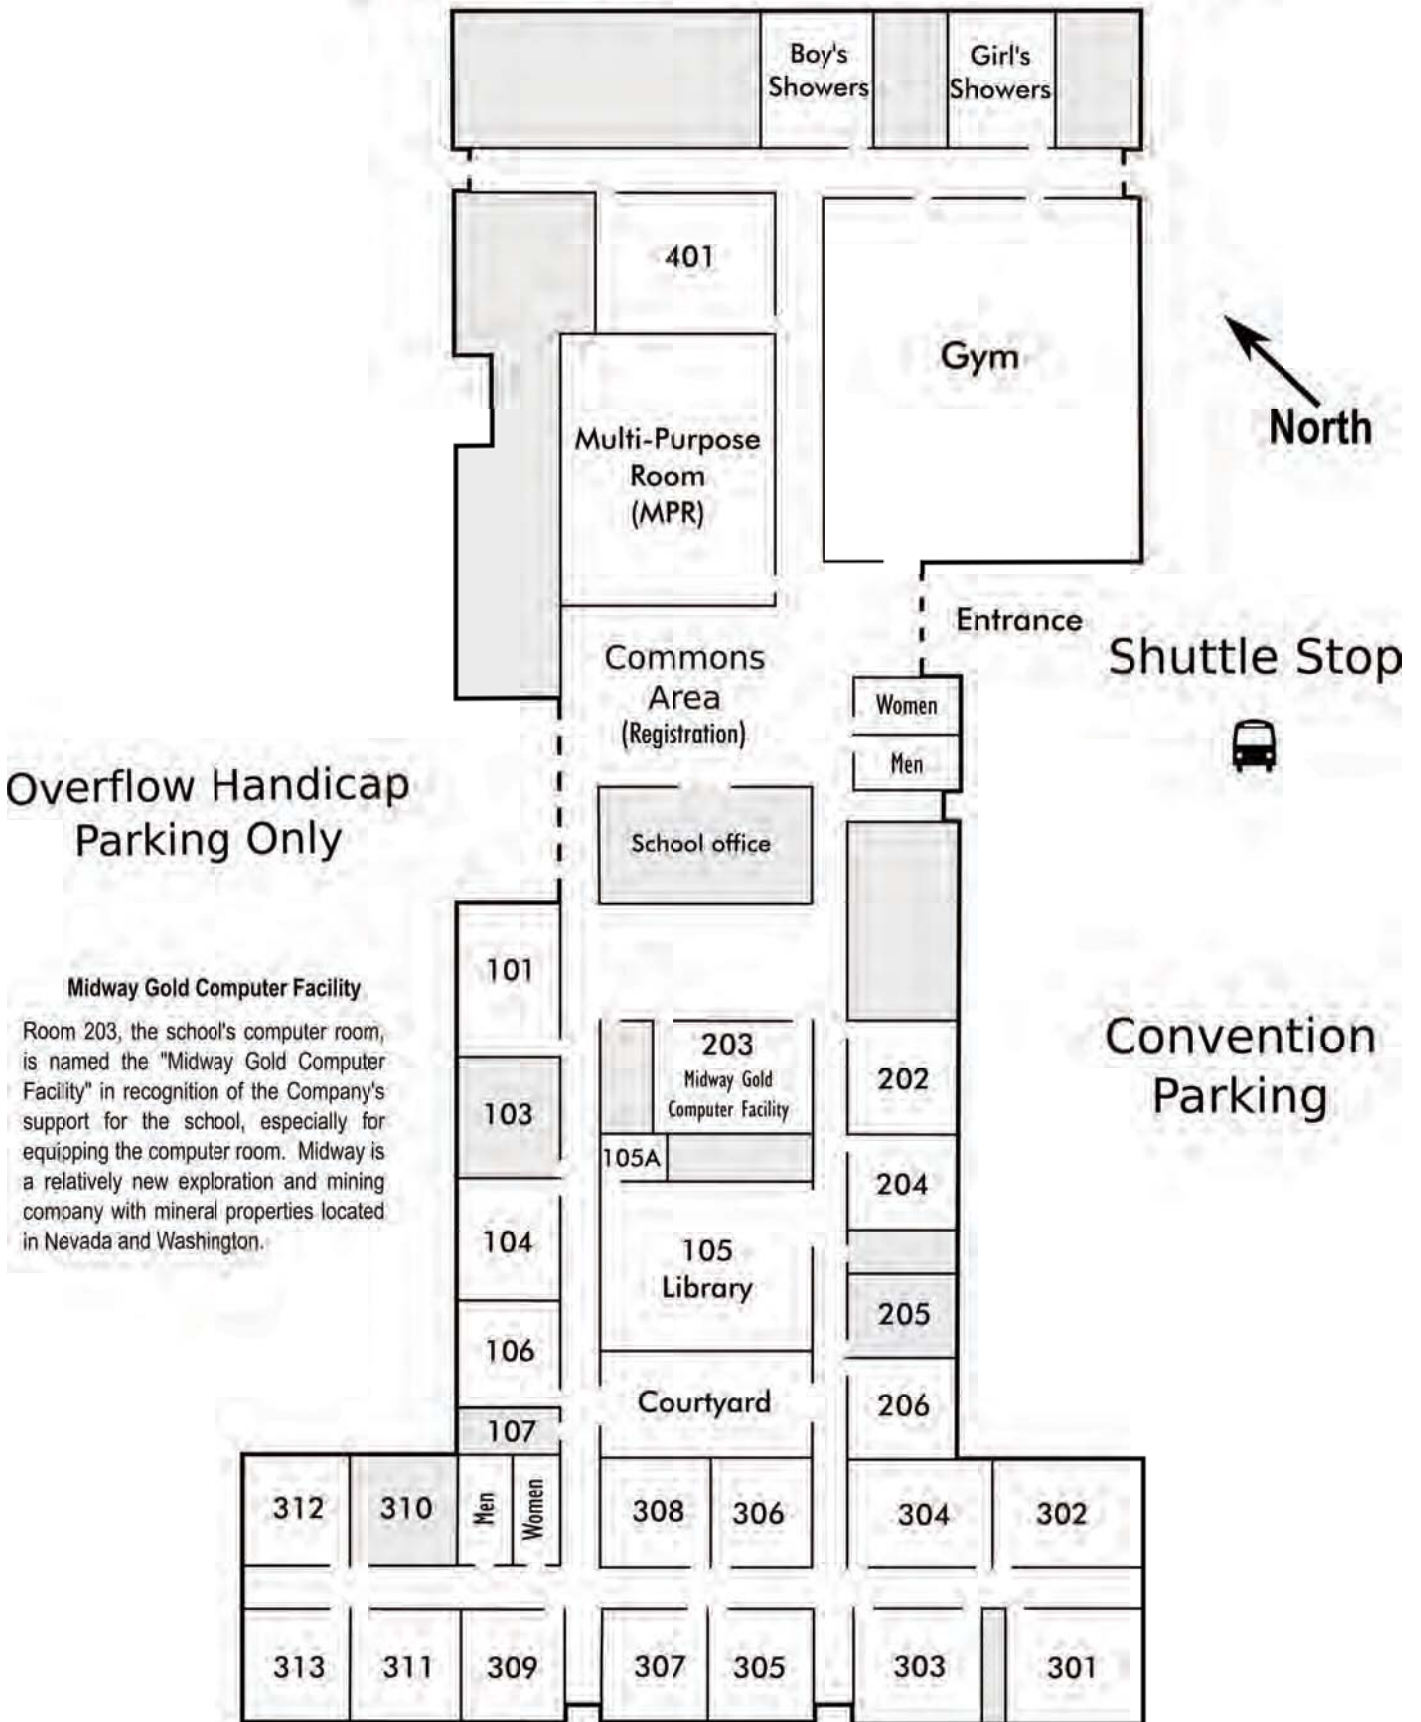 Boy's
Showers
Girl's
Showers
401
Gym
North
Multi-Purpose
Room
(MPR)
Entrance
Shuttle Stop
Commons
Area
(Registration)
Women
Men
Overflow Handicap
Parking Only
School office
101
Midway Gold Computer Facility
Room 203, the school's computer room,
is named the "Midway Gold Computer
Facility" in recognition of the Company's
support for the school, especially for
equipping the computer room. Midway is
a relatively new exploration and mining
company with mineral properties located
in Nevada and Washington.
Convention
Parking
203
Midway Gold
Computer Facility
202
103
105A
204
104
105
Library
205
106
Courtyard
206
107
312
310
Men
Women
308
306
304
302
313
311
309
307
305
303
301